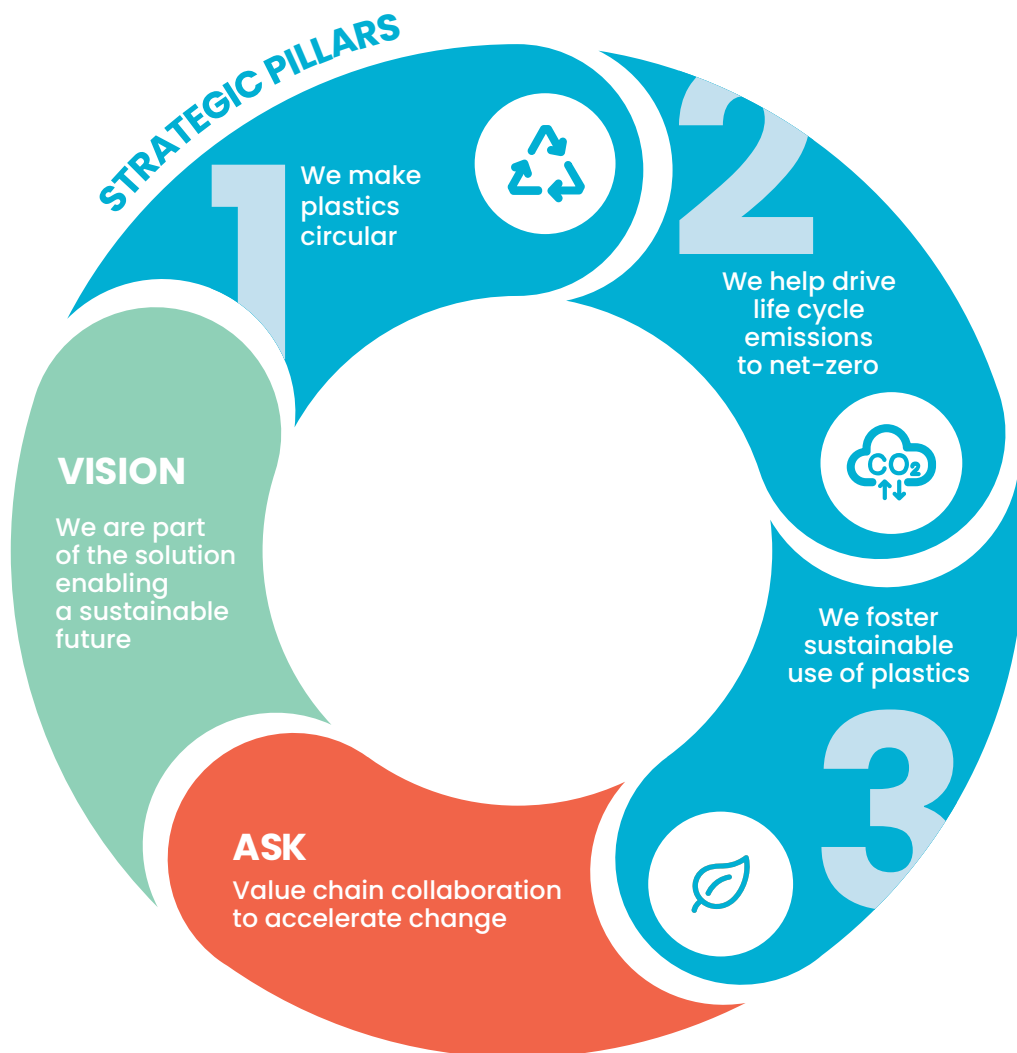 STRATEGIC PILLARS
1
We make
plastics
circular
2
We help drive
life cycle
emissions
to net-zero
CO₂
We foster
sustainable
use of plastics
3
ASK
Value chain collaboration
to accelerate change
VISION
We are part
of the solution
enabling
a sustainable
future